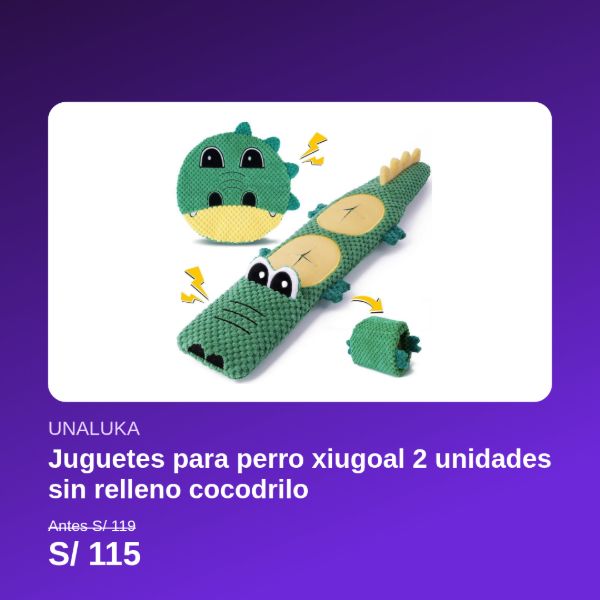 UNALUKA
Juguetes para perro xiugoal 2 unidades
sin relleno cocodrilo
Antes S/ 119
S/ 115